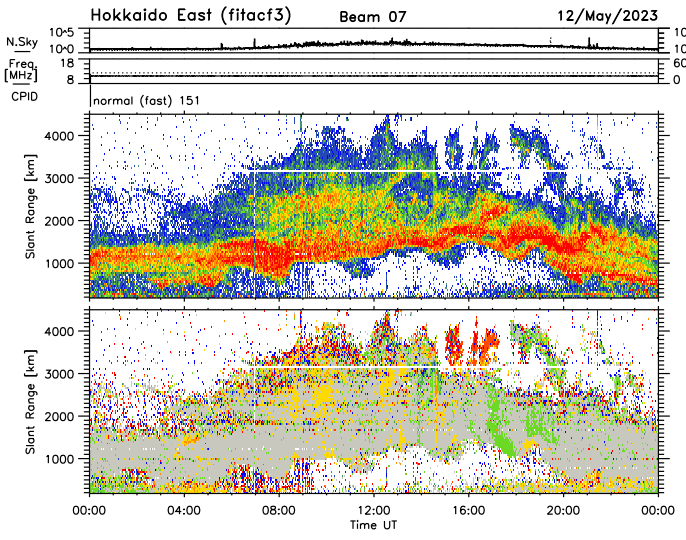 Hokkaido East (fitacf3) Beam 07 12/May/2023
N.Sky 10^5 10^0 10 10
Freq. [MHz] 18 8 60 0
CPID normal (fast) 151
Slant Range [km] 4000 3000 2000 1000
Slant Range [km] 4000 3000 2000 1000
00:00 04:00 08:00 12:00 16:00 20:00 00:00
Time UT